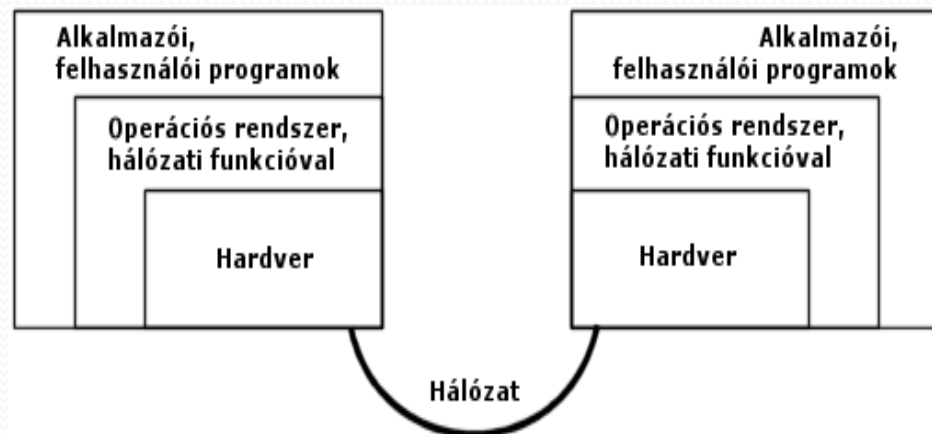 Alkalmazói,
felhasználói programok
Operációs rendszer,
hálózati funkcióval
Hardver
Alkalmazói,
felhasználói programok
Operációs rendszer,
hálózati funkcióval
Hardver
Hálózat